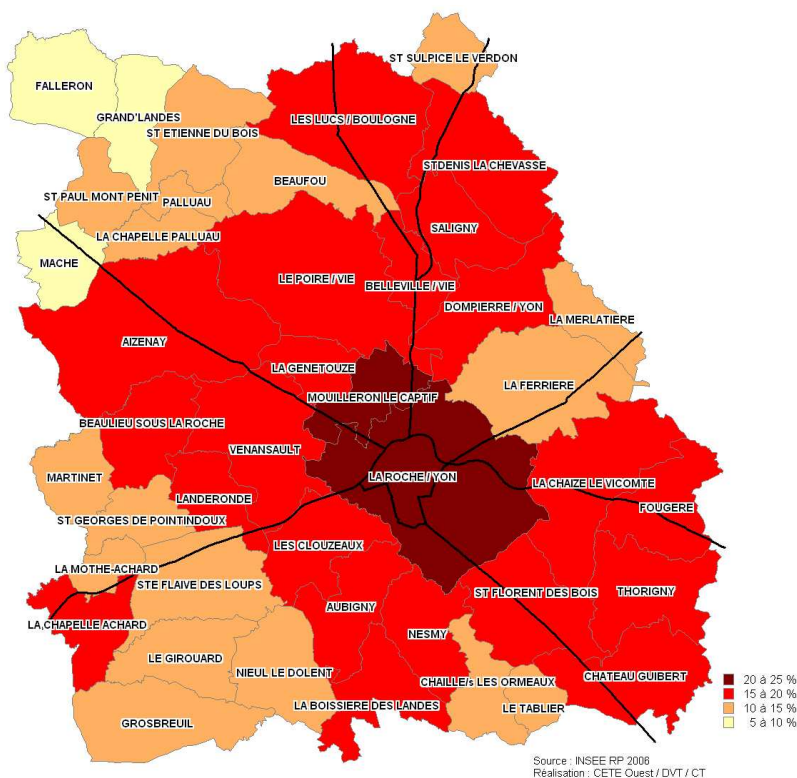 ST SULPICE LE VERDON
FALLERON
GRAND'LANDES
LES LUCS / BOULOGNE
ST ETIENNE DU BOIS
STDENIS LA CHEVASSE
BEAUFOU
ST PAUL MONT PENIT
PALLUAU
SALIGNY
LA CHAPELLE PALLUAU
MACHE
LE POIRE / VIE
BELLEVILLE / VIE
DOMPIERRE / YON
LA MERLATIERE
AIZENAY
LA GENETOUZE
LA FERRIERE
MOUILLERON LE CAPTIF
BEAULIEU SOUS LA ROCHE
VENANSAULT
MARTINET
LA ROCHE / YON
LA CHAIZE LE VICOMTE
LANDERONDE
FOUGERE
ST GEORGES DE POINTINDOUX
LES CLOUZEAUX
LA MOTHE-ACHARD
STE FLAIVE DES LOUPS
ST FLORENT DES BOIS
THORIGNY
AUBIGNY
LA CHAPELLE ACHARD
NESMY
LE GIROUARD
NIEUL LE DOLENT
CHAILLE/s LES ORMEAUX
CHATEAU GUIBERT
LA BOISSIERE DES LANDES
LE TABLIER
GROSBREUIL
20 à 25 %
15 à 20 %
10 à 15 %
5 à 10 %
Source : INSEE RP 2006
Réalisation : CETE Ouest / DVT / CT